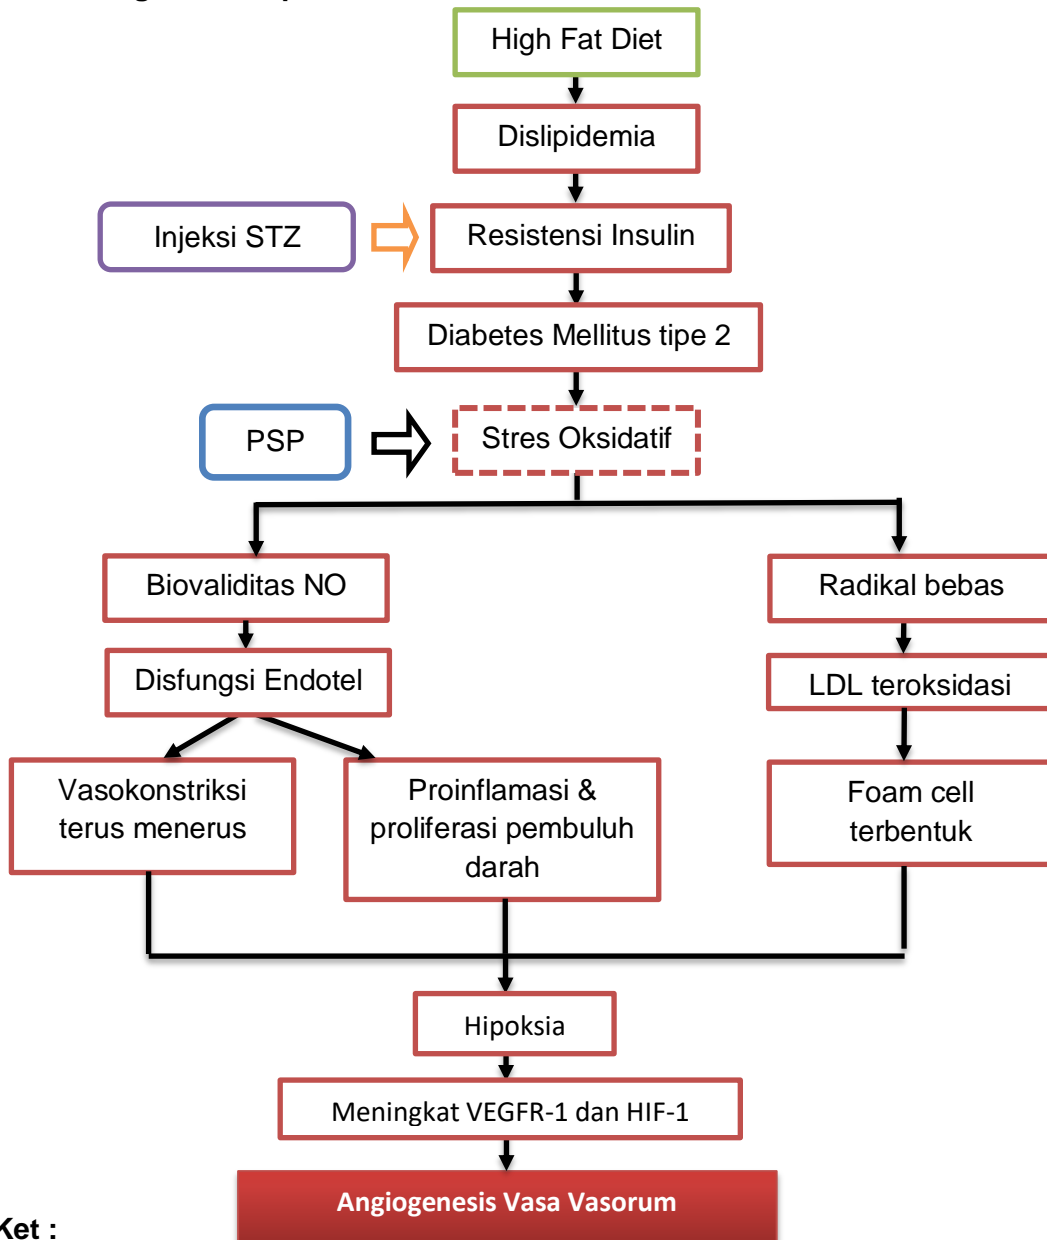 High Fat Diet
Dislipidemia
Injeksi STZ
Resistensi Insulin
Diabetes Mellitus tipe 2
PSP
Stres Oksidatif
Biovaliditas NO
Radikal bebas
Disfungsi Endotel
LDL teroksidasi
Vasokonstriksi
terus menerus
Proinflamasi &
proliferasi pembuluh
darah
Foam cell
terbentuk
Hipoksia
Meningkat VEGFR-1 dan HIF-1
Angiogenesis Vasa Vasorum
Ket :